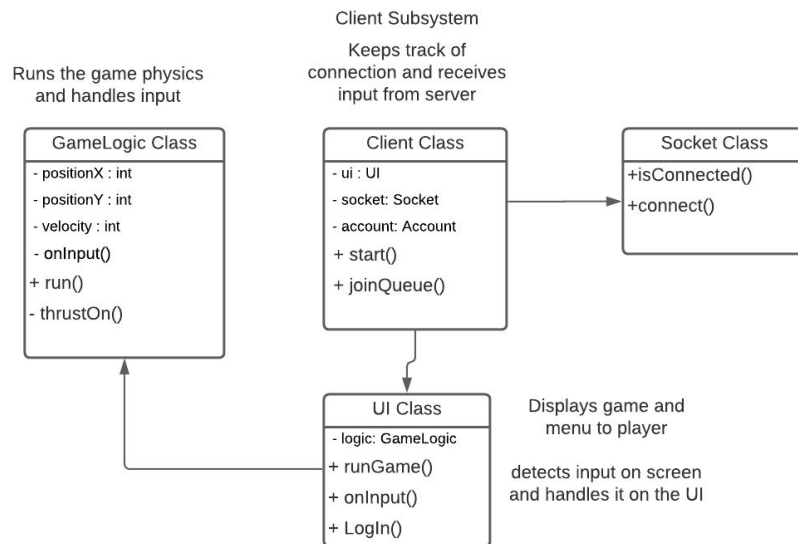 Client Subsystem
Keeps track of
connection and receives
input from server
Runs the game physics
and handles input
GameLogic Class
- positionX : int
- positionY : int
- velocity : int
- onInput()
+ run()
- thrustOn()
Client Class
- ui : UI
- socket: Socket
- account: Account
+ start()
+ joinQueue()
Socket Class
+isConnected()
+connect()
UI Class
- logic: GameLogic
+ runGame()
+ onInput()
+ LogIn()
Displays game and
menu to player
detects input on screen
and handles it on the UI